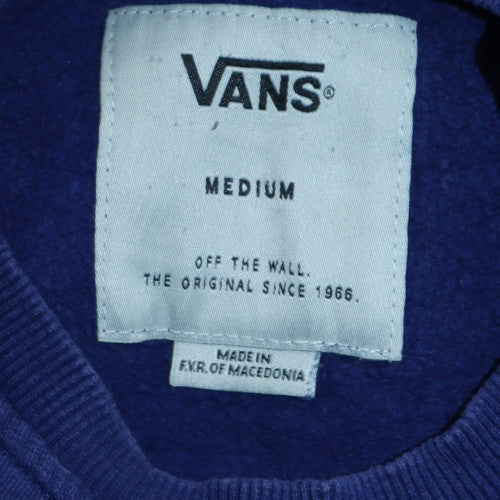 VANS®
MEDIUM
OFF THE WALL.
THE ORIGINAL SINCE 1966.
MADE IN
F.Y.R. OF MACEDONIA